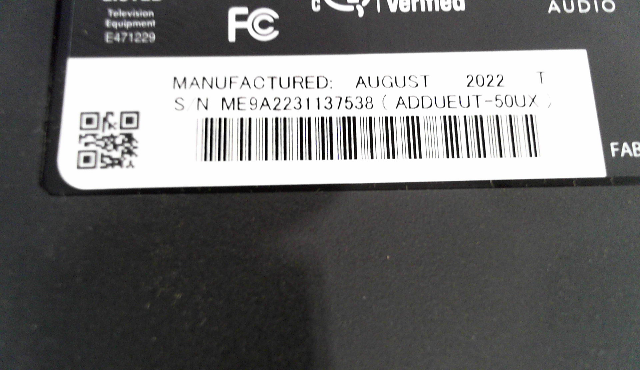 Television
Equipment
E471229
FC
c
Verified
AUDIO
MANUFACTURED: AUGUST 2022 T
S/N ME9A2231137538 (ADDUEUT-50UX)
FAB